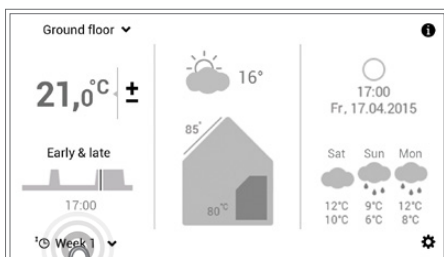 Ground floor
21,0°C ±
Early & late
17:00
1 Week 1
16°
85°
80°C
17:00
Fr, 17.04.2015
Sat Sun Mon
12°C 9°C 12°C
10°C 6°C 8°C